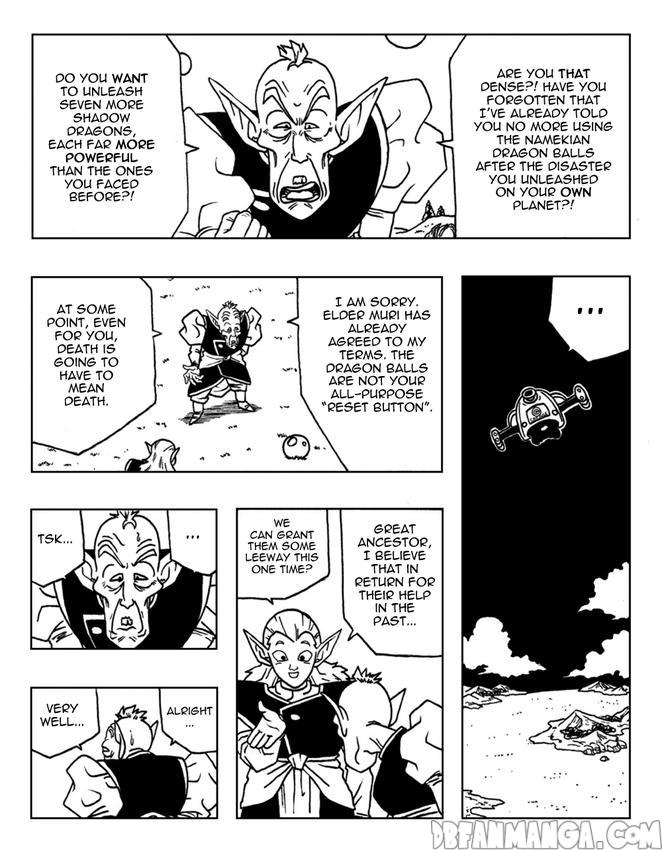 ARE YOU THAT
DENSE?! HAVE YOU
FORGOTTEN THAT
I'VE ALREADY TOLD
YOU NO MORE USING
THE NAMEKIAN
DRAGON BALLS
AFTER THE DISASTER
YOU UNLEASHED
ON YOUR OWN
PLANET?!
DO YOU WANT
TO UNLEASH
SEVEN MORE
SHADOW
DRAGONS,
EACH FAR MORE
POWERFUL
THAN THE ONES
YOU FACED
BEFORE?!
...
I AM SORRY.
ELDER MURI HAS
ALREADY
AGREED TO MY
TERMS. THE
DRAGON BALLS
ARE NOT YOUR
ALL-PURPOSE
"RESET BUTTON".
AT SOME
POINT, EVEN
FOR YOU,
DEATH IS
GOING TO
HAVE TO
MEAN
DEATH.
GREAT
ANCESTOR,
I BELIEVE
THAT IN
RETURN FOR
THEIR HELP
IN THE
PAST...
WE
CAN GRANT
THEM SOME
LEEWAY THIS
ONE TIME?
...
TSK...
ALRIGHT
...
VERY
WELL...
DBFANMANGA.COM